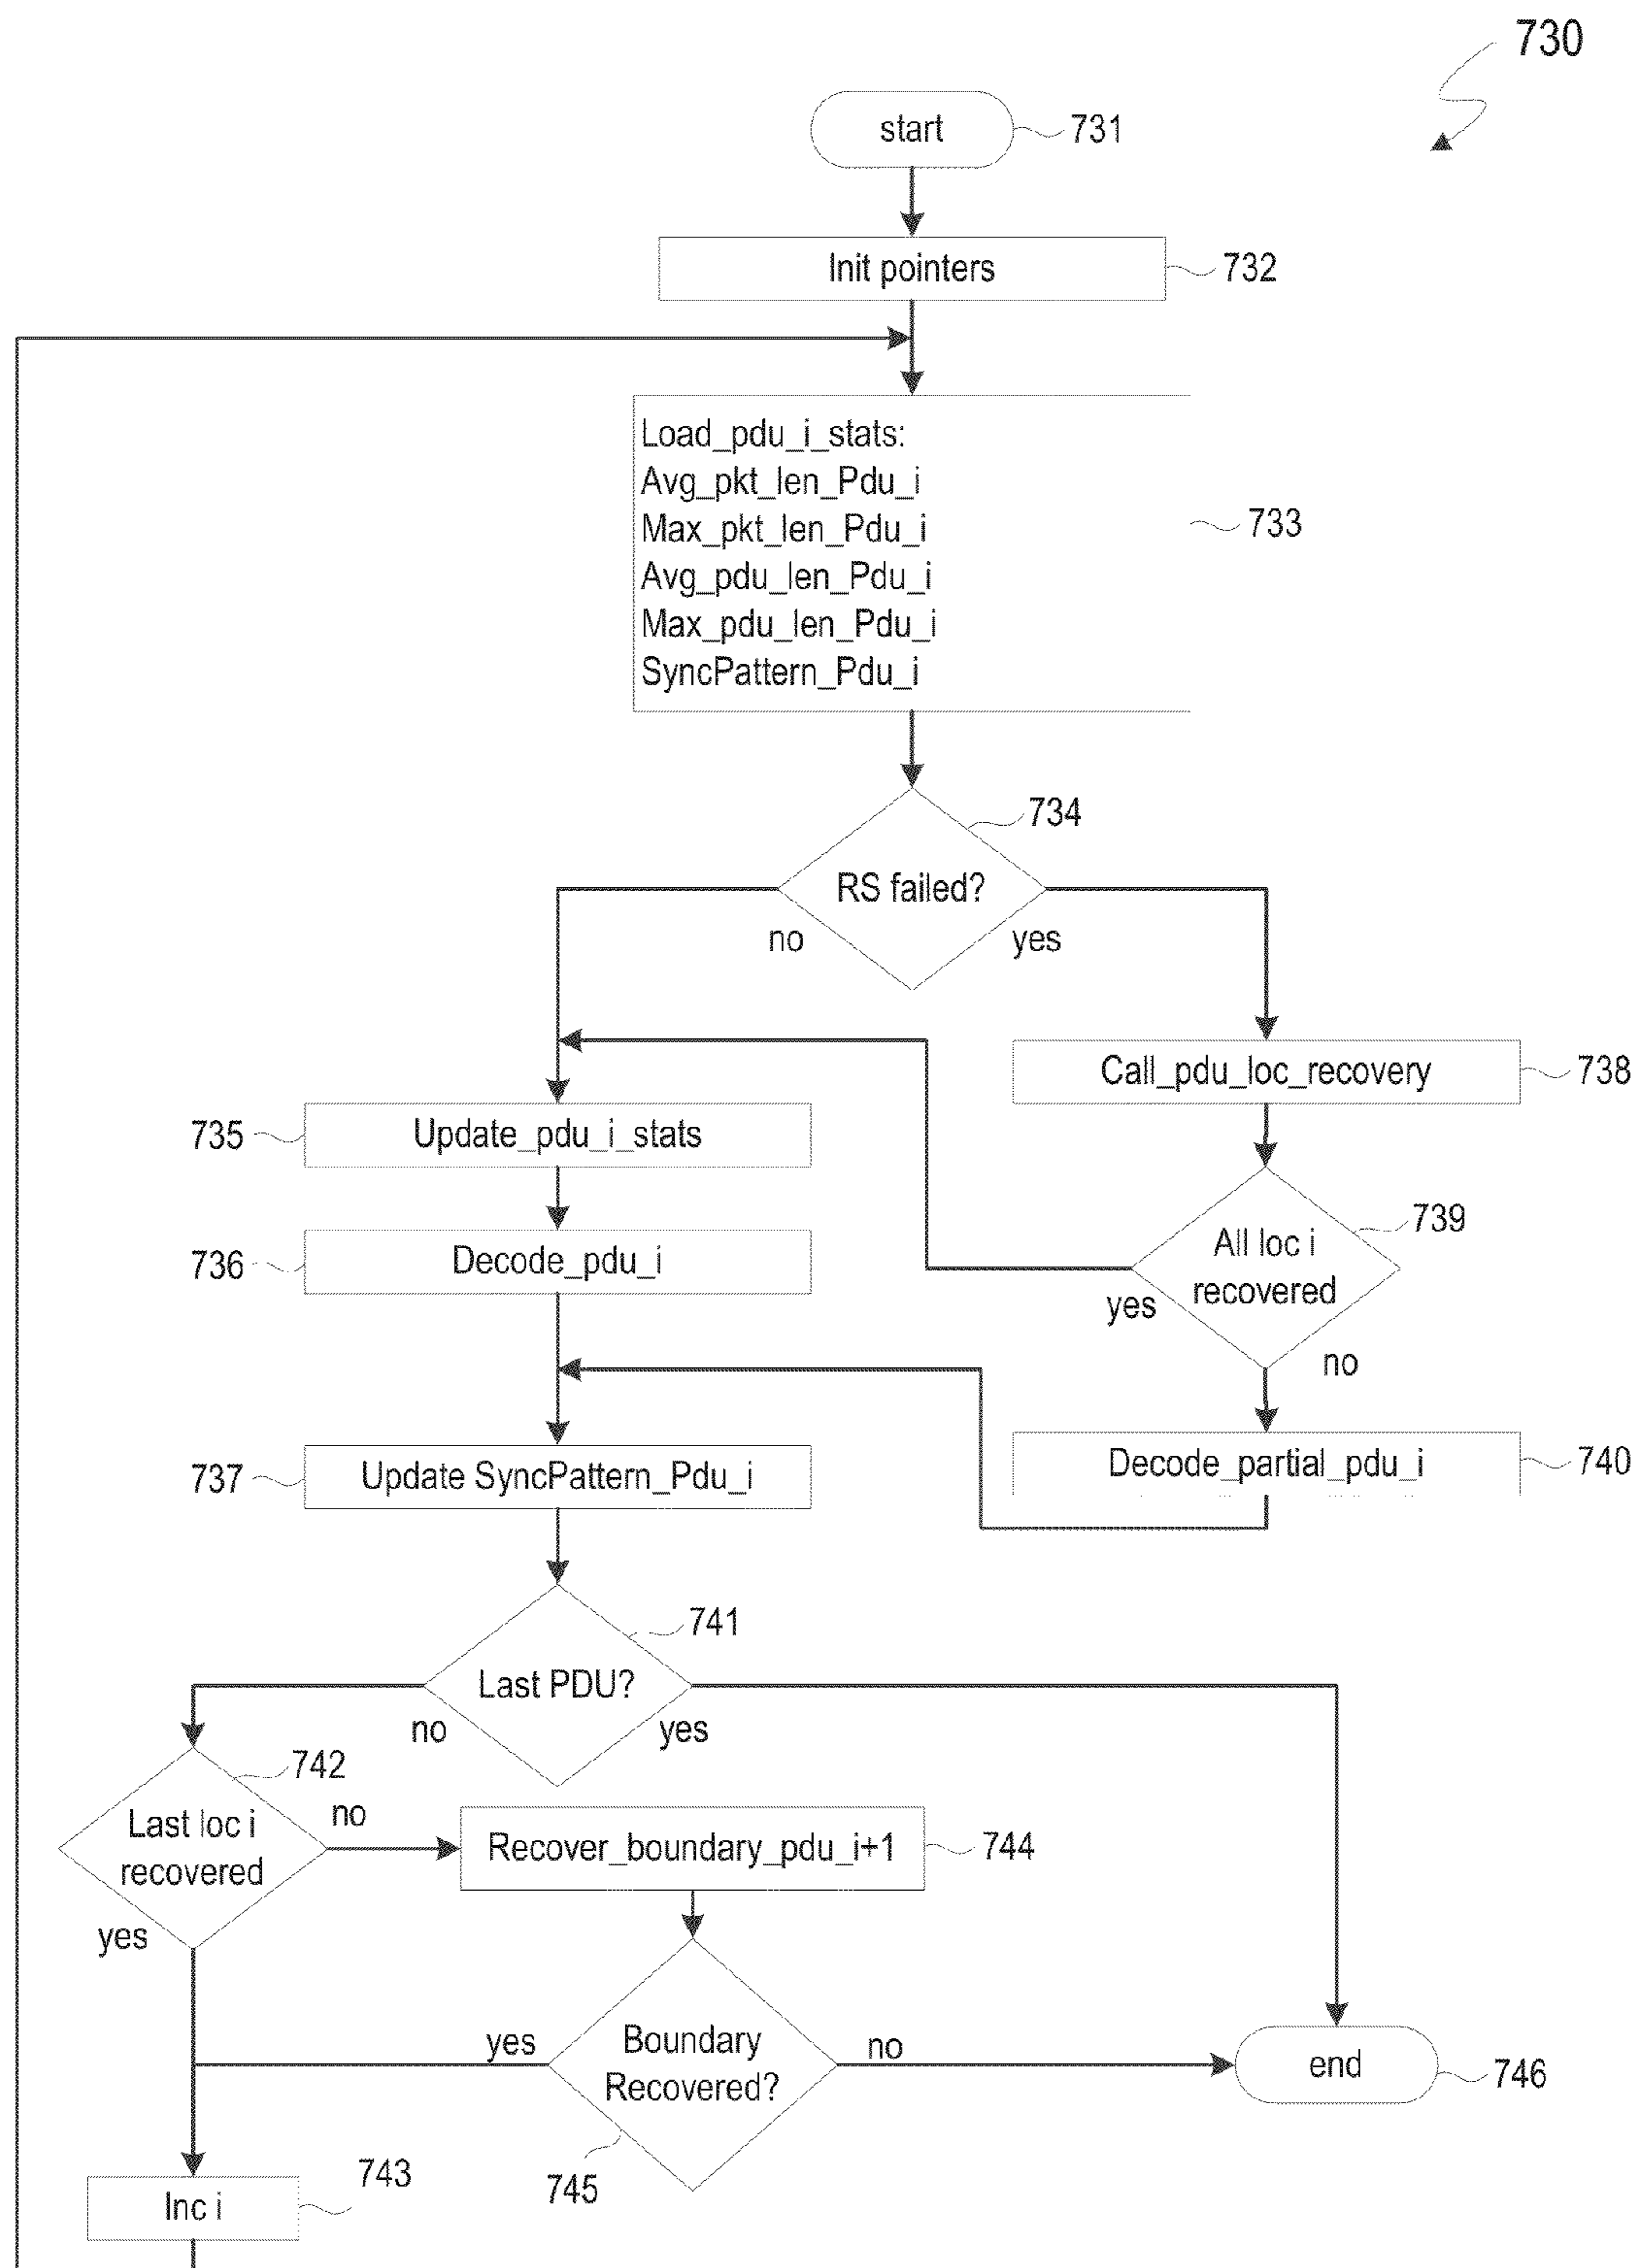 730
start
731
Init pointers
732
Load_pdu_i_stats:
Avg_pkt_len_Pdu_i
Max_pkt_len_Pdu_i
733
Avg_pdu_len_Pdu_i
Max_pdu_len_Pdu_i
SyncPattern_Pdu_i
734
RS failed?
no
yes
Call_pdu_loc_recovery
738
735
Update_pdu_i_stats
739
All loc i
recovered
736
Decode_pdu_i
yes
no
737
Update SyncPattern_Pdu_i
Decode_partial_pdu_i
740
741
Last PDU?
no
yes
742
Last loc i
recovered
no
Recover_boundary_pdu_i+1
744
yes
yes
Boundary
Recovered?
no
end
746
745
743
Inc i